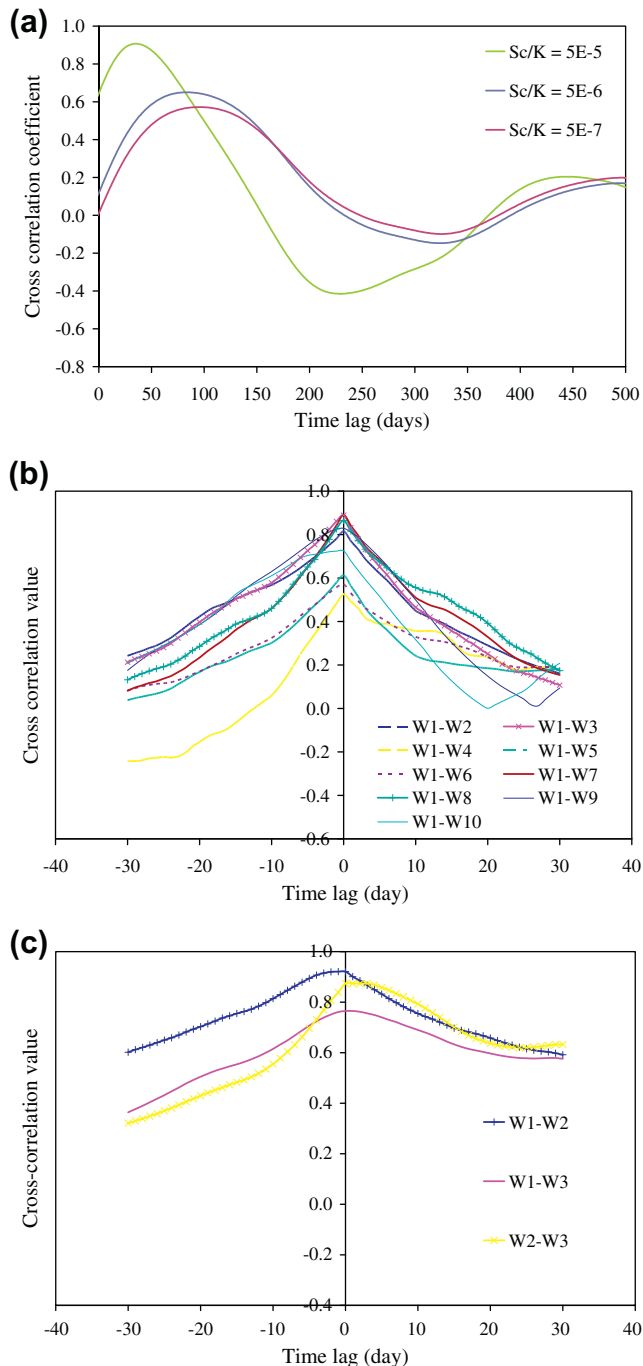 (a)
1.0
0.8
0.6
0.4
0.2
0.0
-0.2
-0.4
-0.6
-0.8
Cross correlation coefficient
Sc/K = 5E-5
Sc/K = 5E-6
Sc/K = 5E-7
0 50 100 150 200 250 300 350 400 450 500
Time lag (days)
(b)
1.0
0.8
0.6
0.4
0.2
0.0
-0.2
-0.4
-0.6
Cross correlation value
W1-W2 W1-W3
W1-W4 W1-W5
W1-W6 W1-W7
W1-W8 W1-W9
W1-W10
-40 -30 -20 -10 0 10 20 30 40
Time lag (day)
(c)
1.0
0.8
0.6
0.4
0.2
0.0
-0.2
-0.4
Cross-correlation value
W1-W2
W1-W3
W2-W3
-40 -30 -20 -10 0 10 20 30 40
Time lag (day)